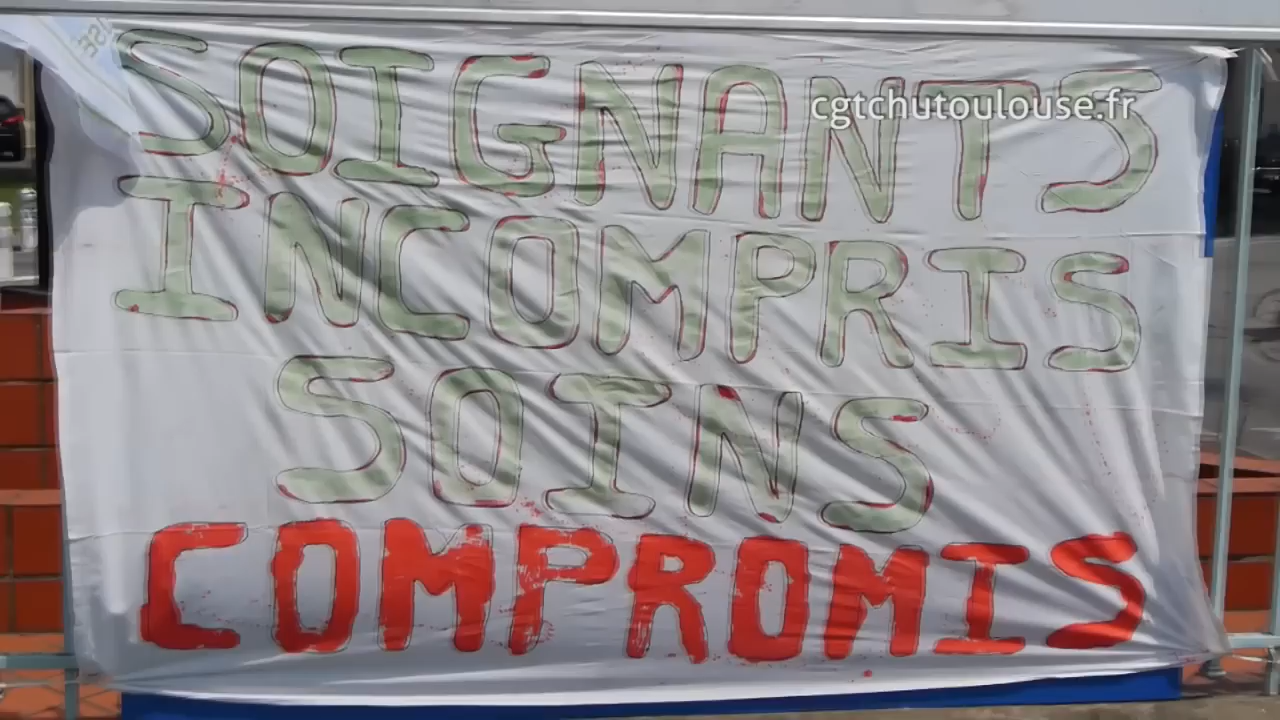 SOIGNANTS
cgtchutoulouse.fr
INCOMPRIS
SOINS
COMPROMIS